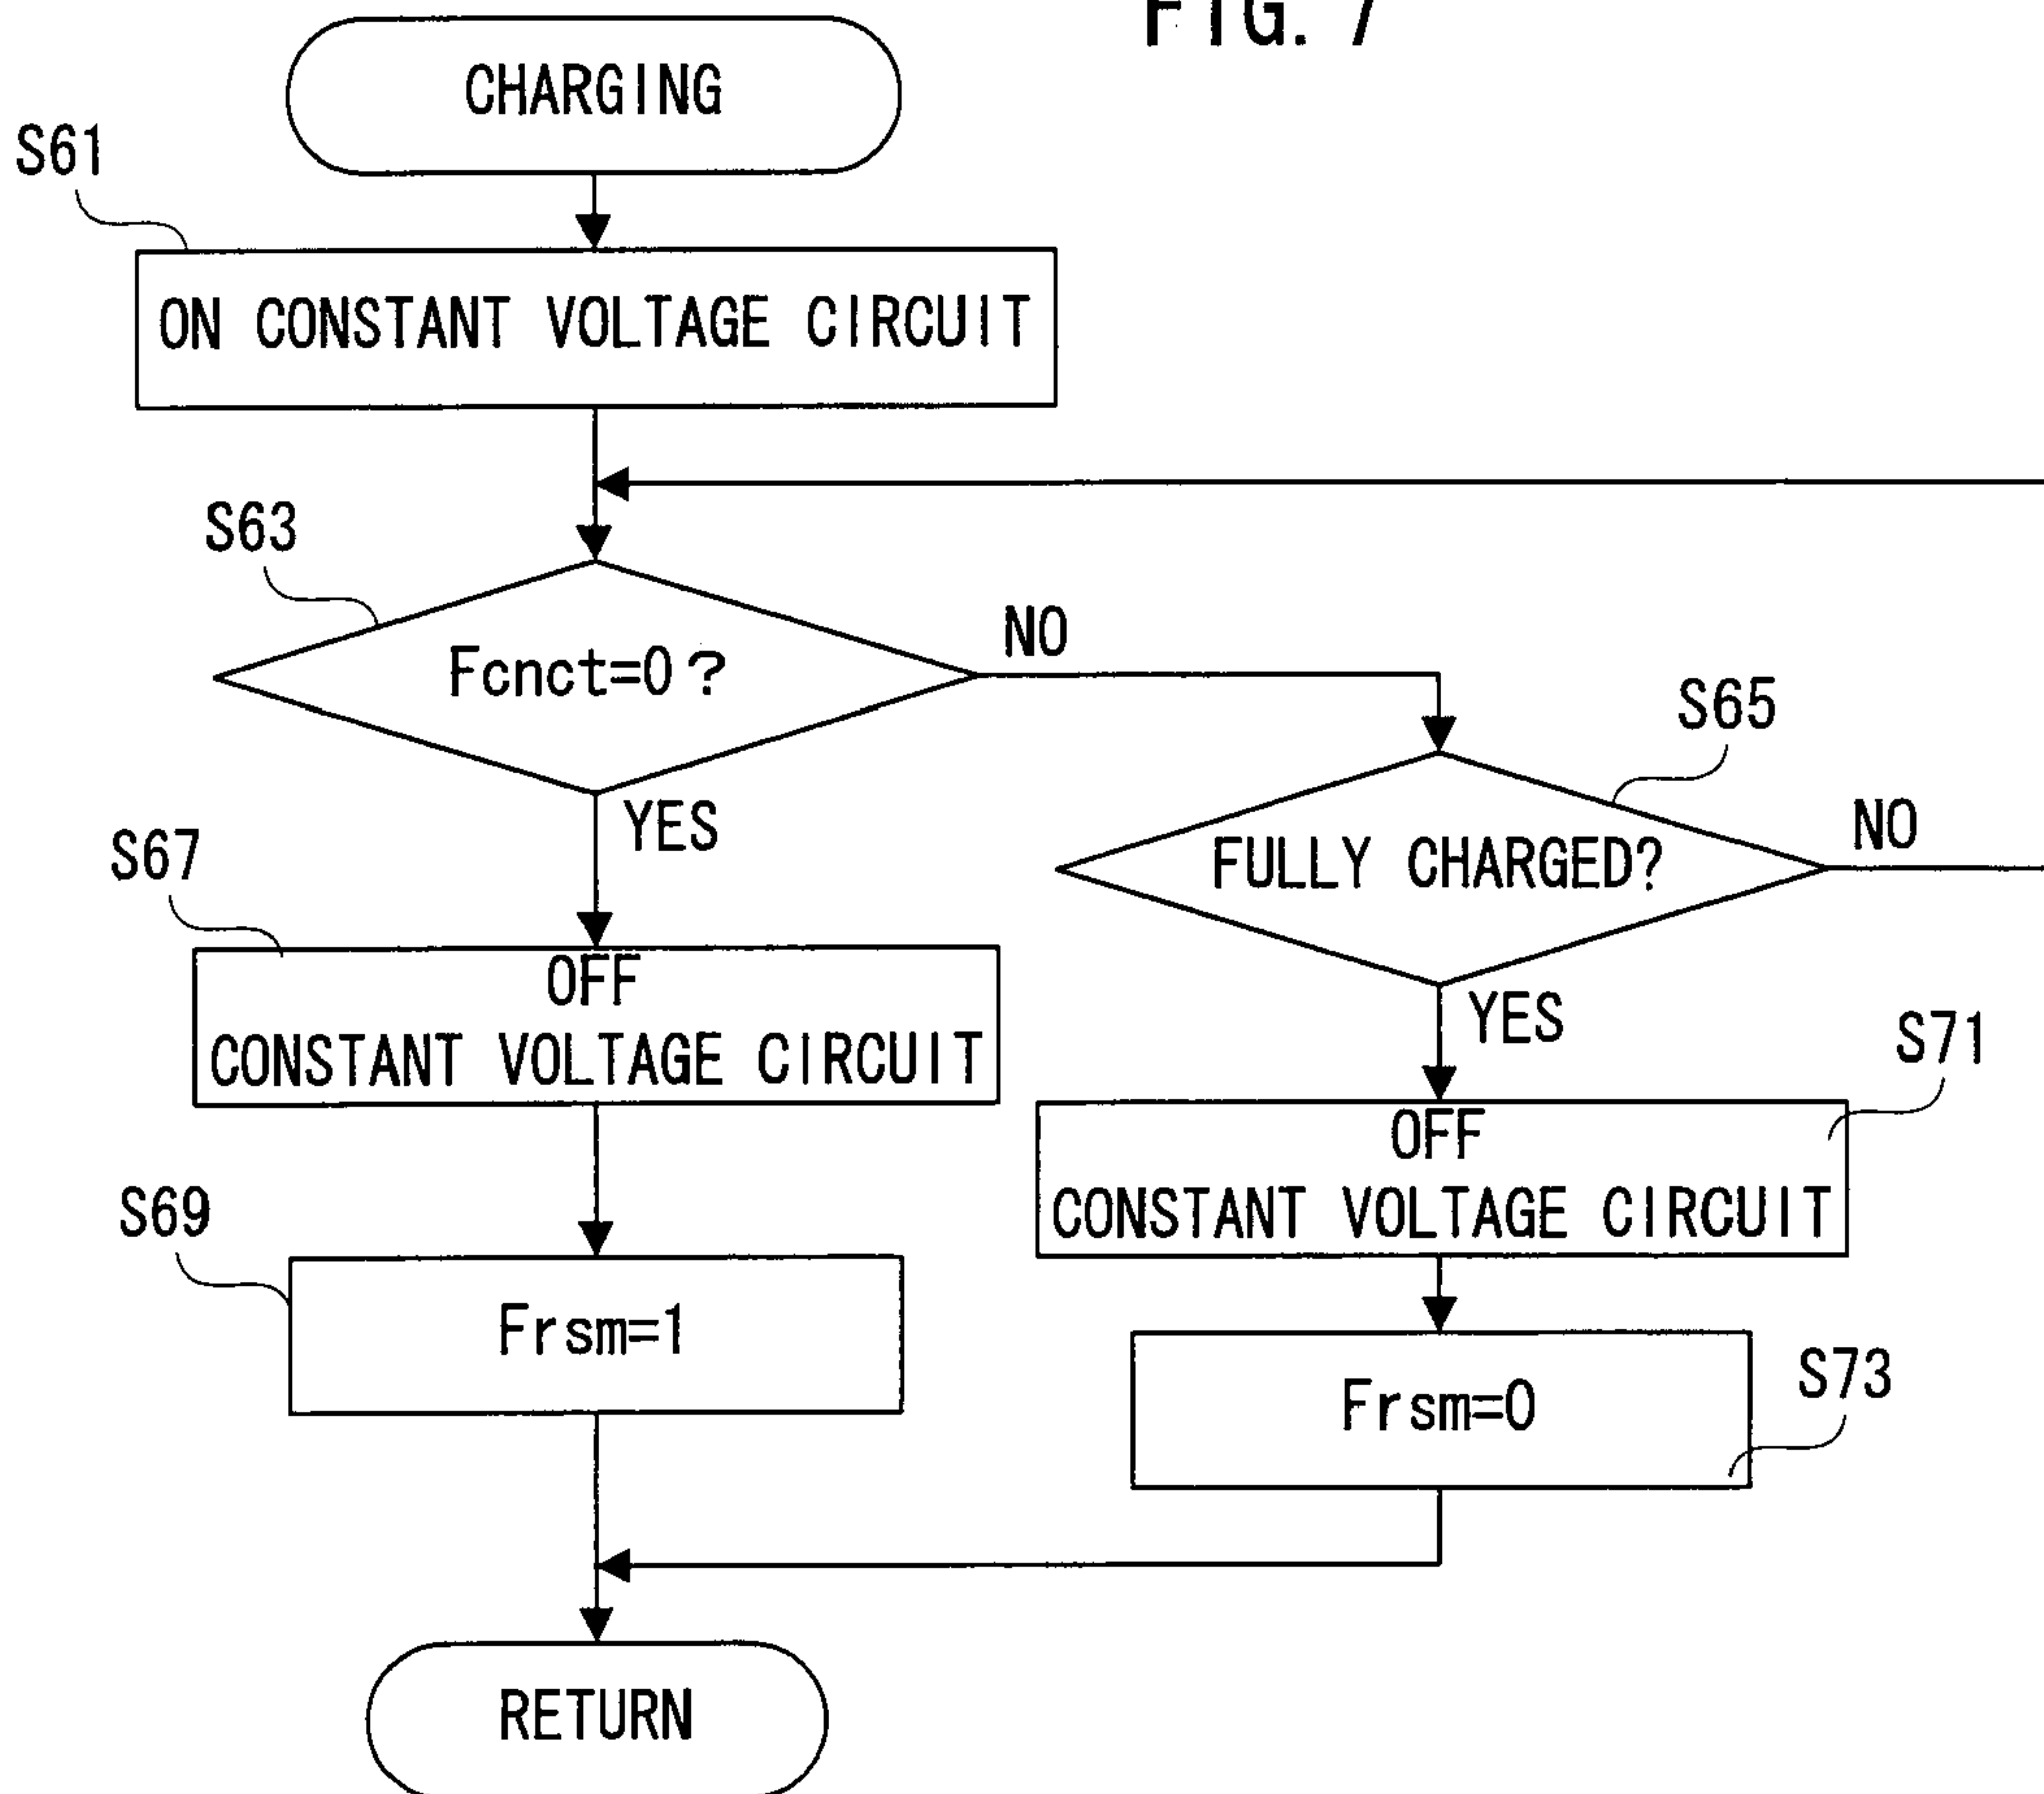 FIG. 7
CHARGING
S61
ON CONSTANT VOLTAGE CIRCUIT
S63
Fcnct=0?
NO
S65
FULLY CHARGED?
NO
YES
S67
OFF
CONSTANT VOLTAGE CIRCUIT
YES
S71
OFF
CONSTANT VOLTAGE CIRCUIT
S69
Frsm=1
S73
Frsm=0
RETURN